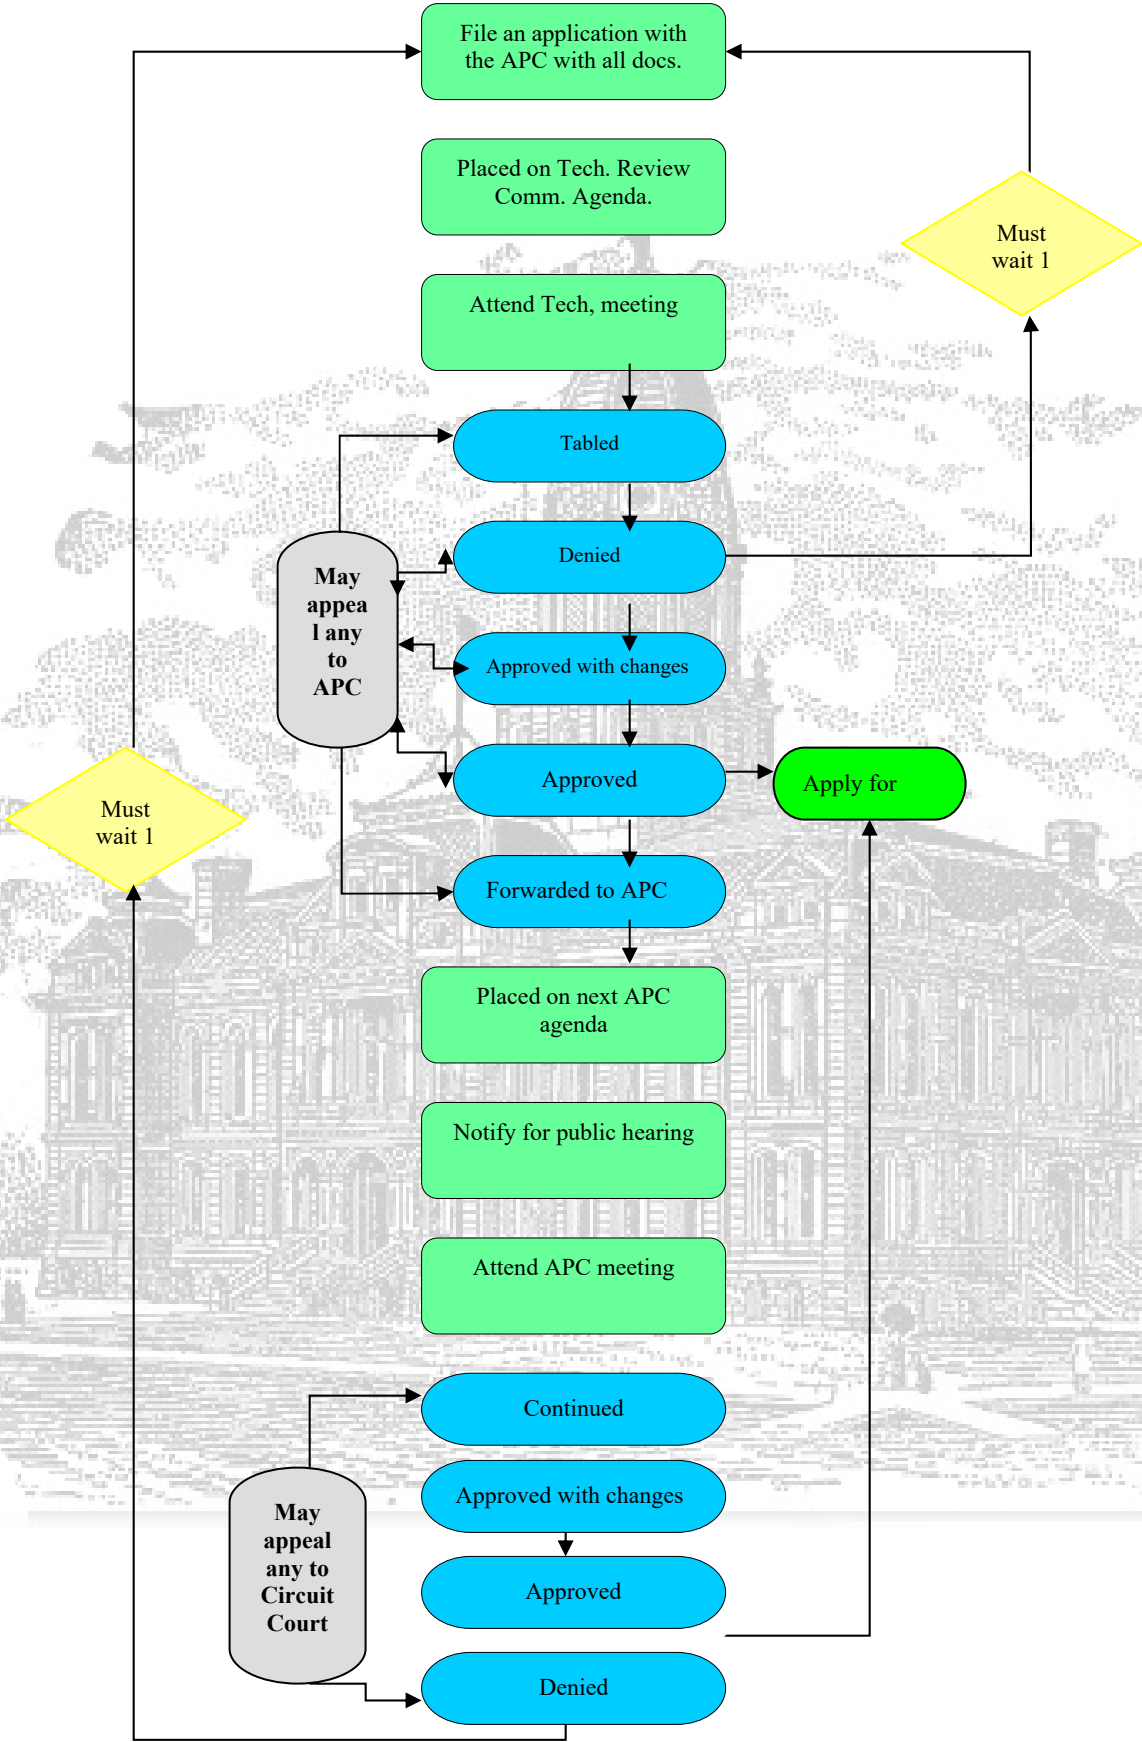 File an application with
the APC with all docs.
Placed on Tech. Review
Comm. Agenda.
Must
wait 1
Attend Tech, meeting
Tabled
Denied
May
appea
l any
to
APC
Approved with changes
Approved
Apply for
Must
wait 1
Forwarded to APC
Placed on next APC
agenda
Notify for public hearing
Attend APC meeting
Continued
Approved with changes
May
appeal
any to
Circuit
Court
Approved
Denied